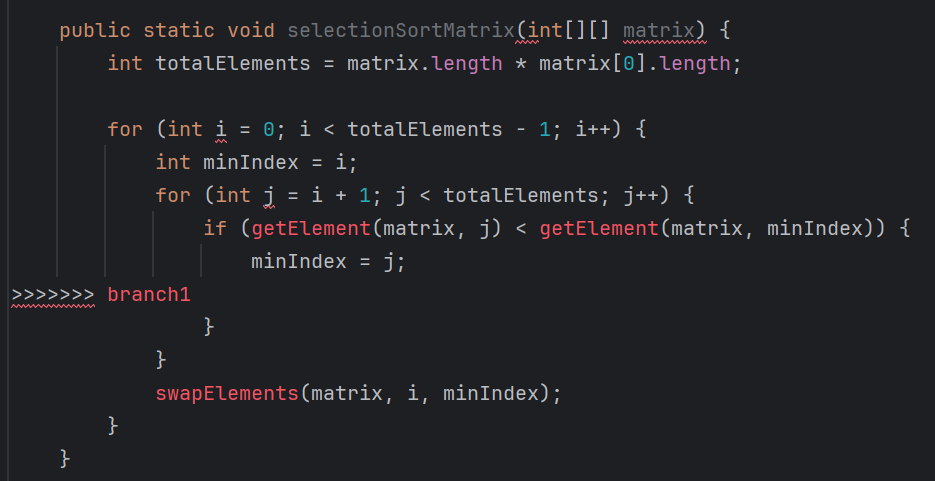 public static void selectionSortMatrix(int[][] matrix) {
int totalElements = matrix.length * matrix[0].length;
for (int i = 0; i < totalElements - 1; i++) {
int minIndex = i;
for (int j = i + 1; j < totalElements; j++) {
if (getElement(matrix, j) < getElement(matrix, minIndex)) {
minIndex = j;
>>>>>>> branch1
}
}
swapElements(matrix, i, minIndex);
}
}